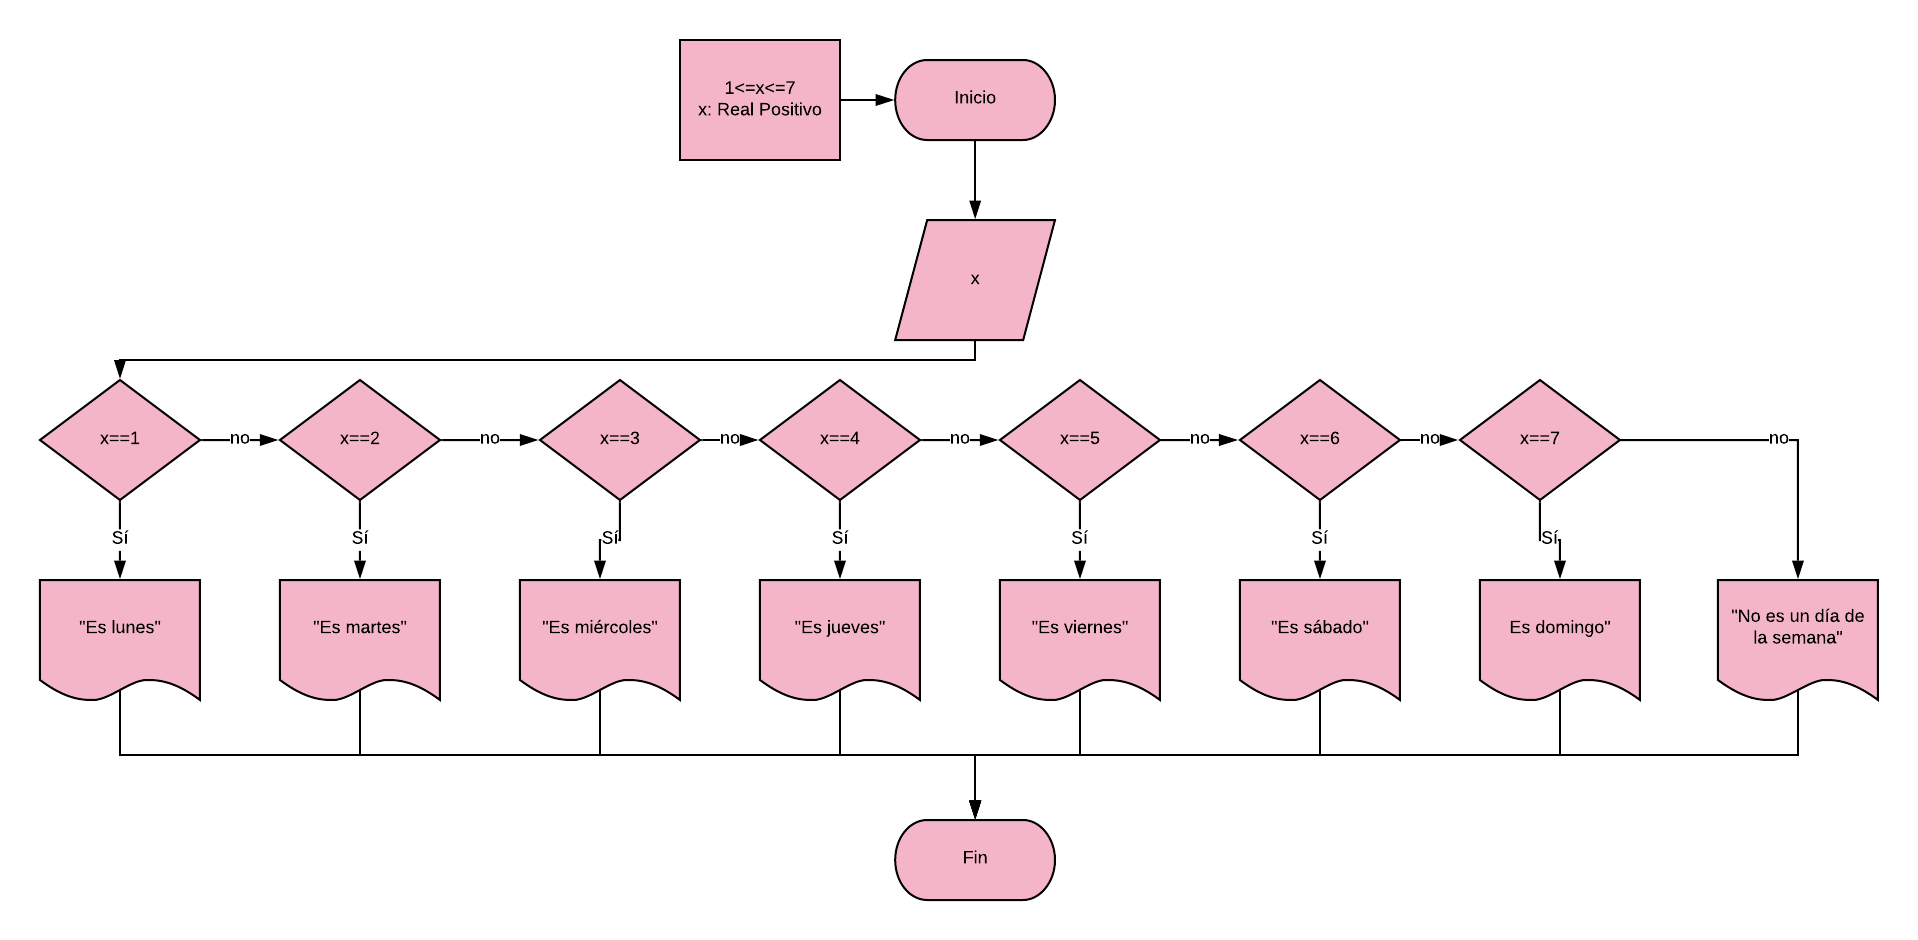 1<=x<=7
x: Real Positivo
Inicio
x
x==1
no
x==2
no
x==3
no
x==4
no
x==5
no
x==6
no
x==7
no
Sí
Sí
Sí
Sí
Sí
Sí
Sí
"Es lunes"
"Es martes"
"Es miércoles"
"Es jueves"
"Es viernes"
"Es sábado"
Es domingo"
"No es un día de
la semana"
Fin